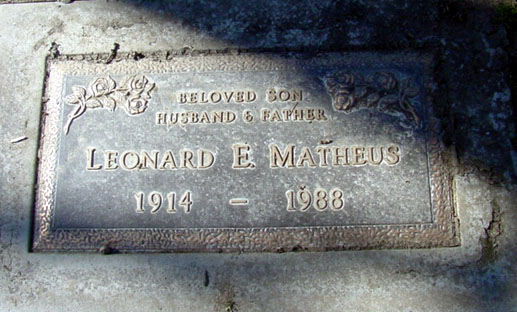 BELOVED SON
HUSBAND & FATHER
LEONARD E. MATHEUS
1914 – 1988